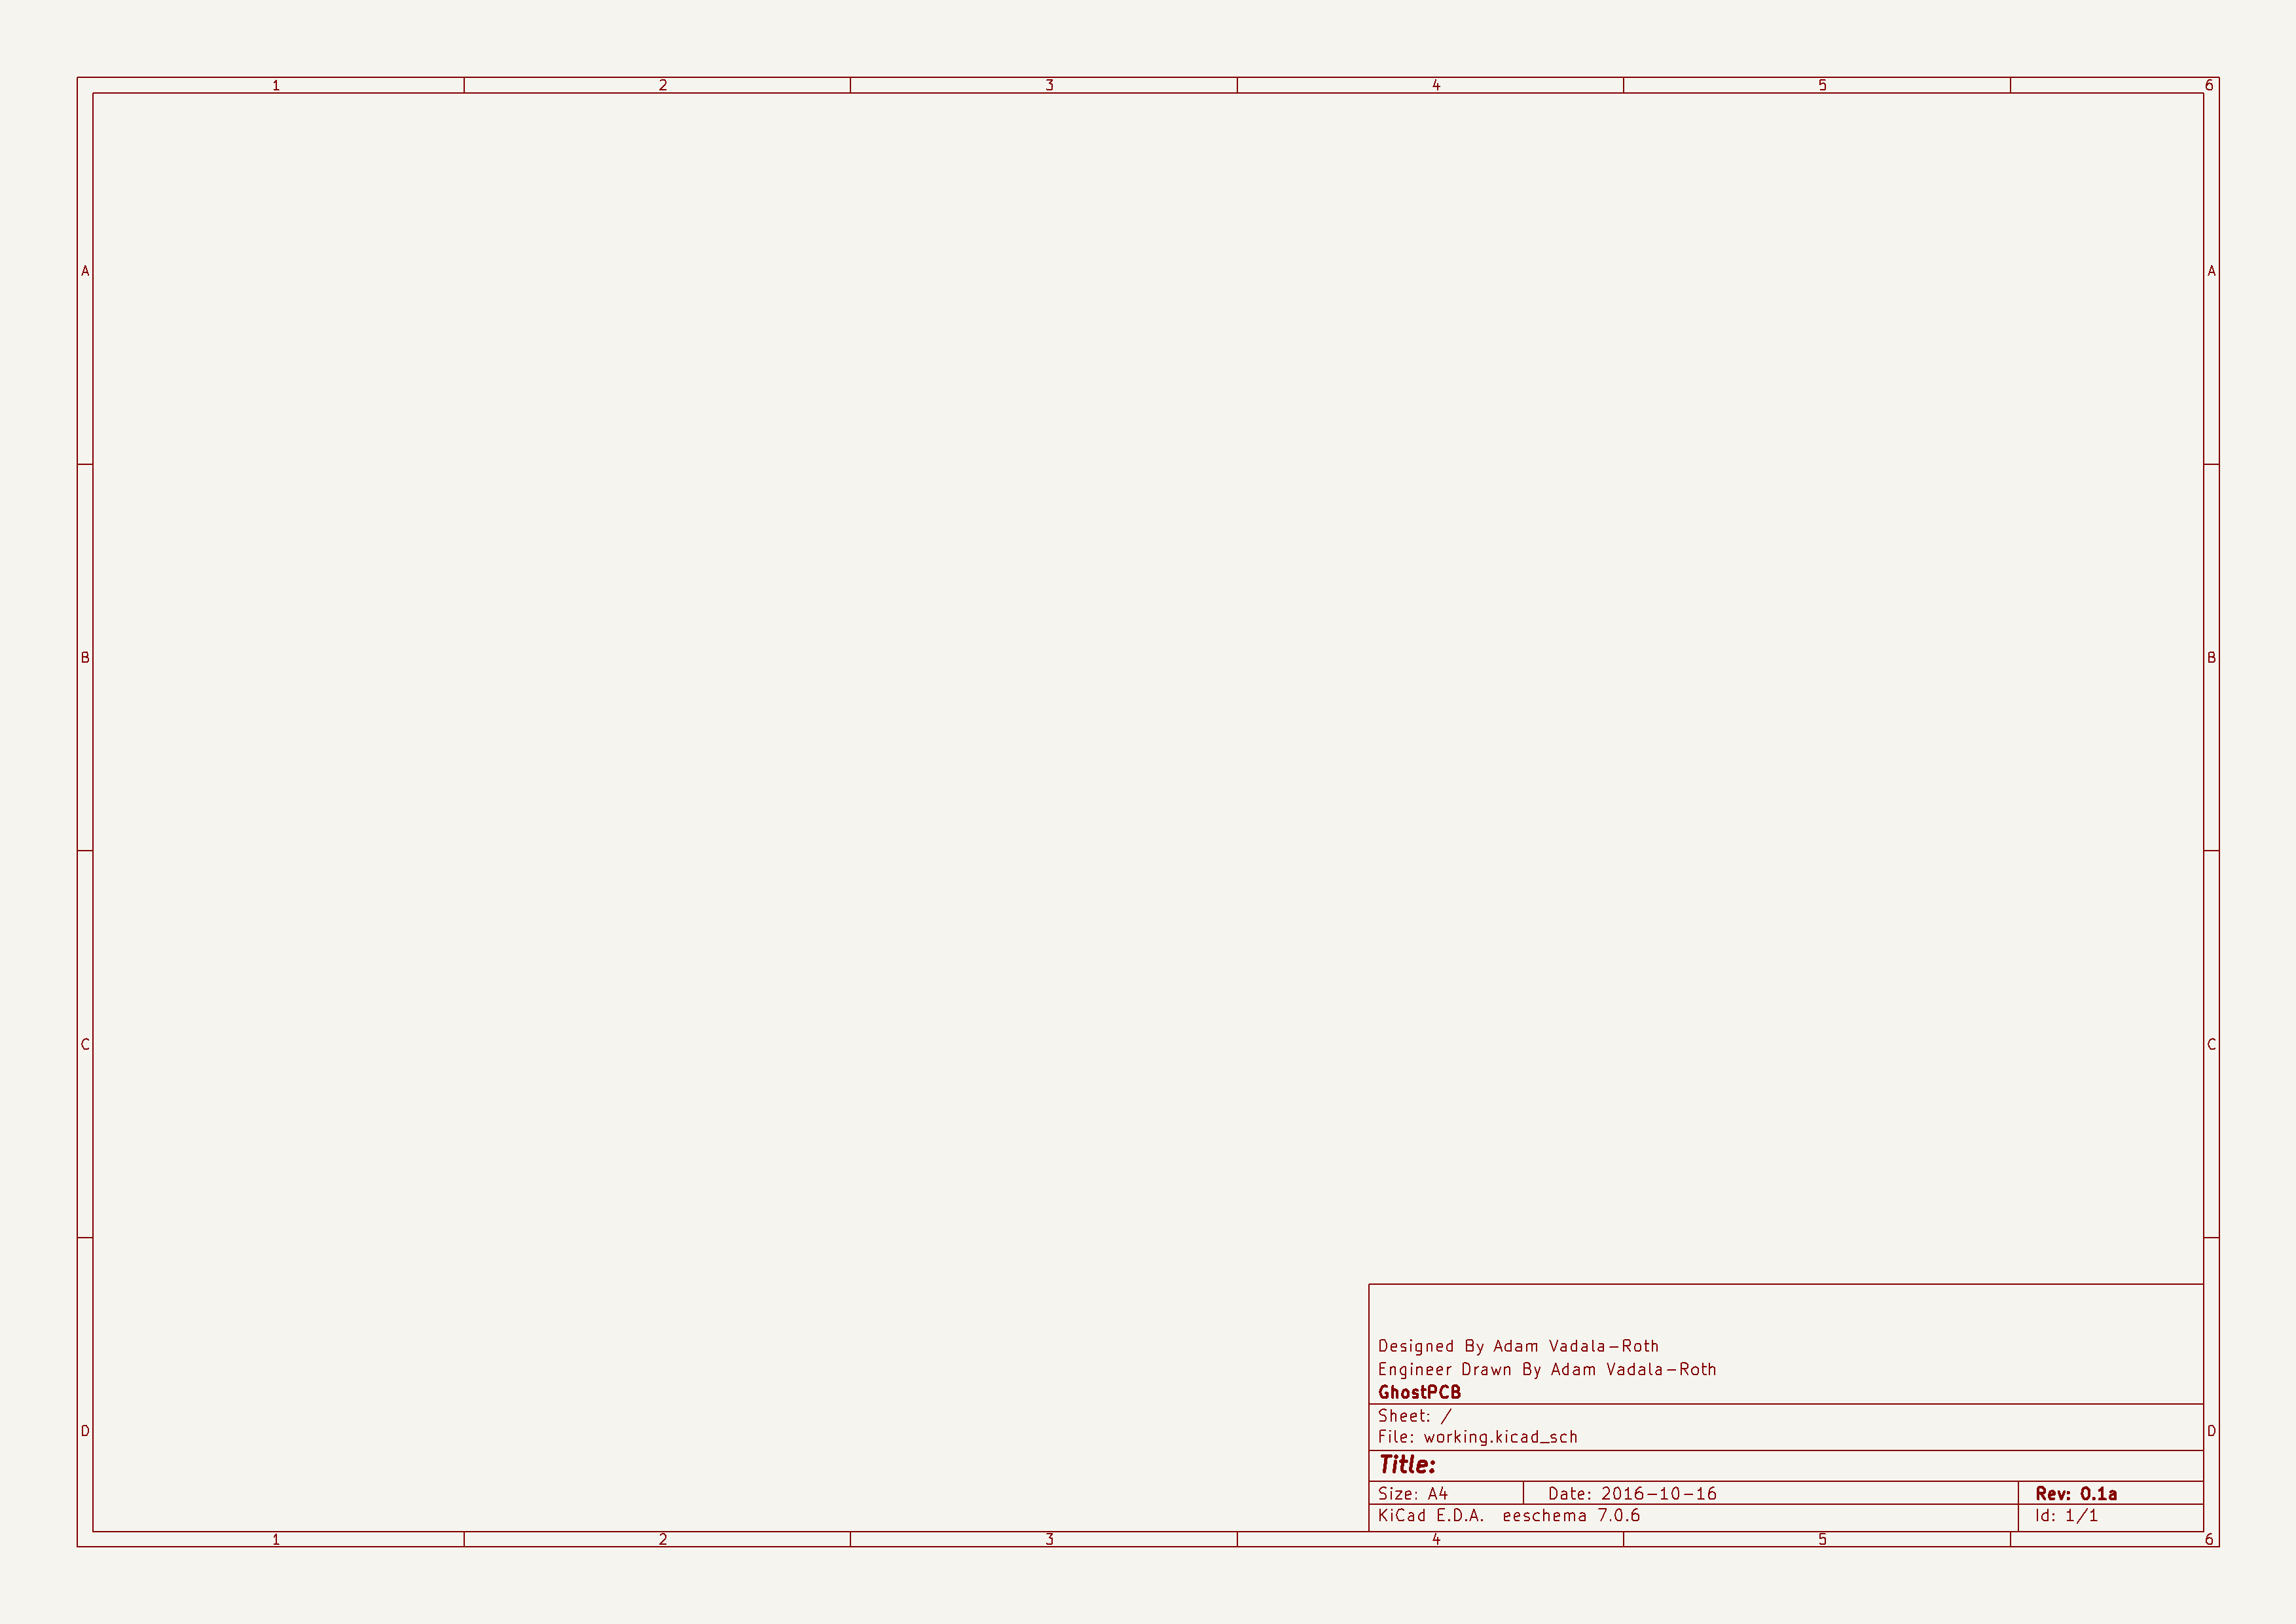 1 2 3 4 5 6
A A
B B
C C
Designed By Adam Vadala-Roth
Engineer Drawn By Adam Vadala-Roth
GhostPCB
Sheet: /
File: working.kicad_sch
D D
Title:
Size: A4 Date: 2016-10-16 Rev: 0.1a
KiCad E.D.A. eeschema 7.0.6 Id: 1/1
1 2 3 4 5 6